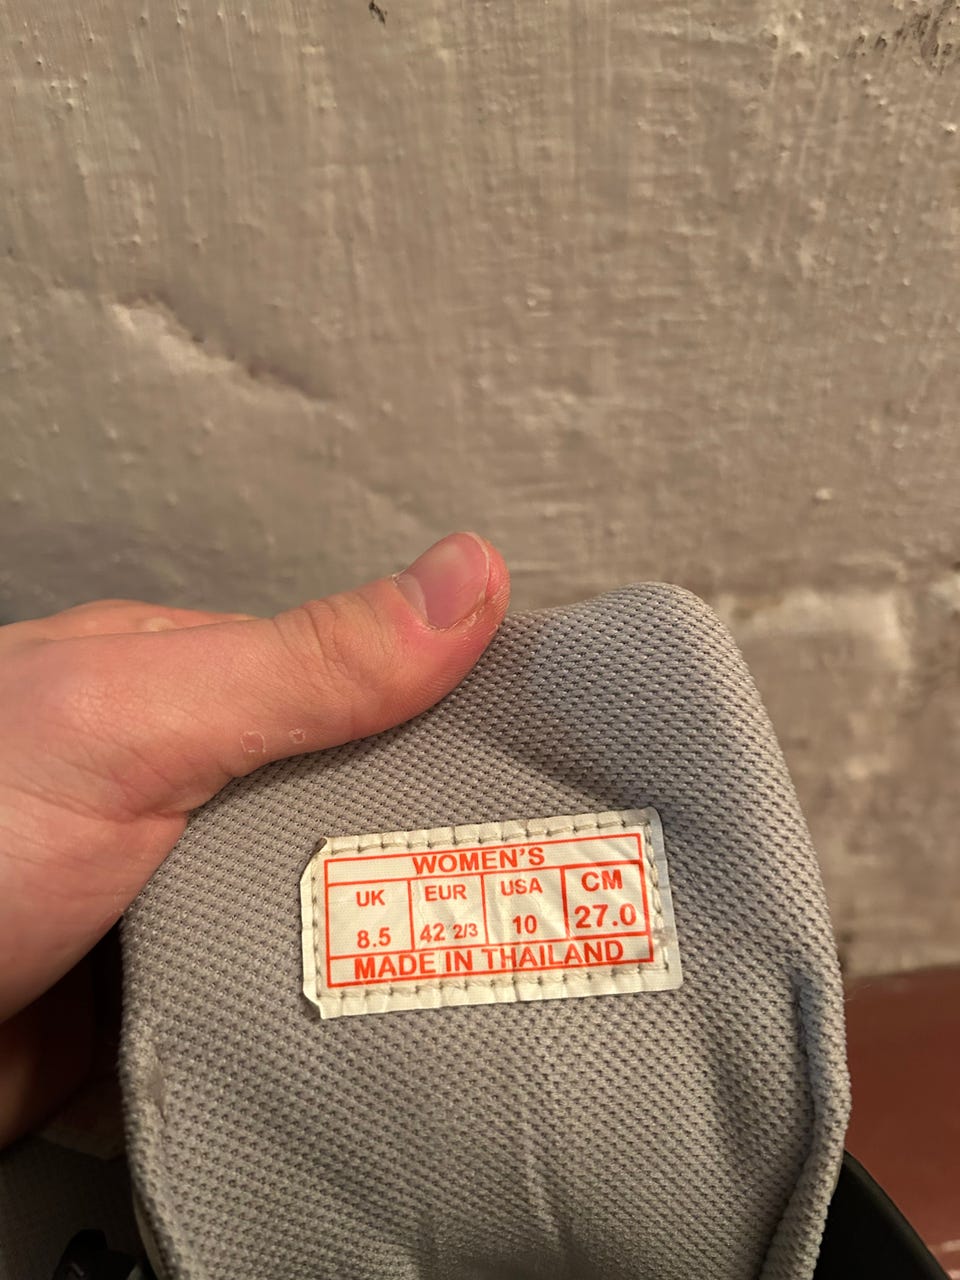 WOMEN'S
UK EUR USA CM
8.5 42 2/3 10 27.0
MADE IN THAILAND